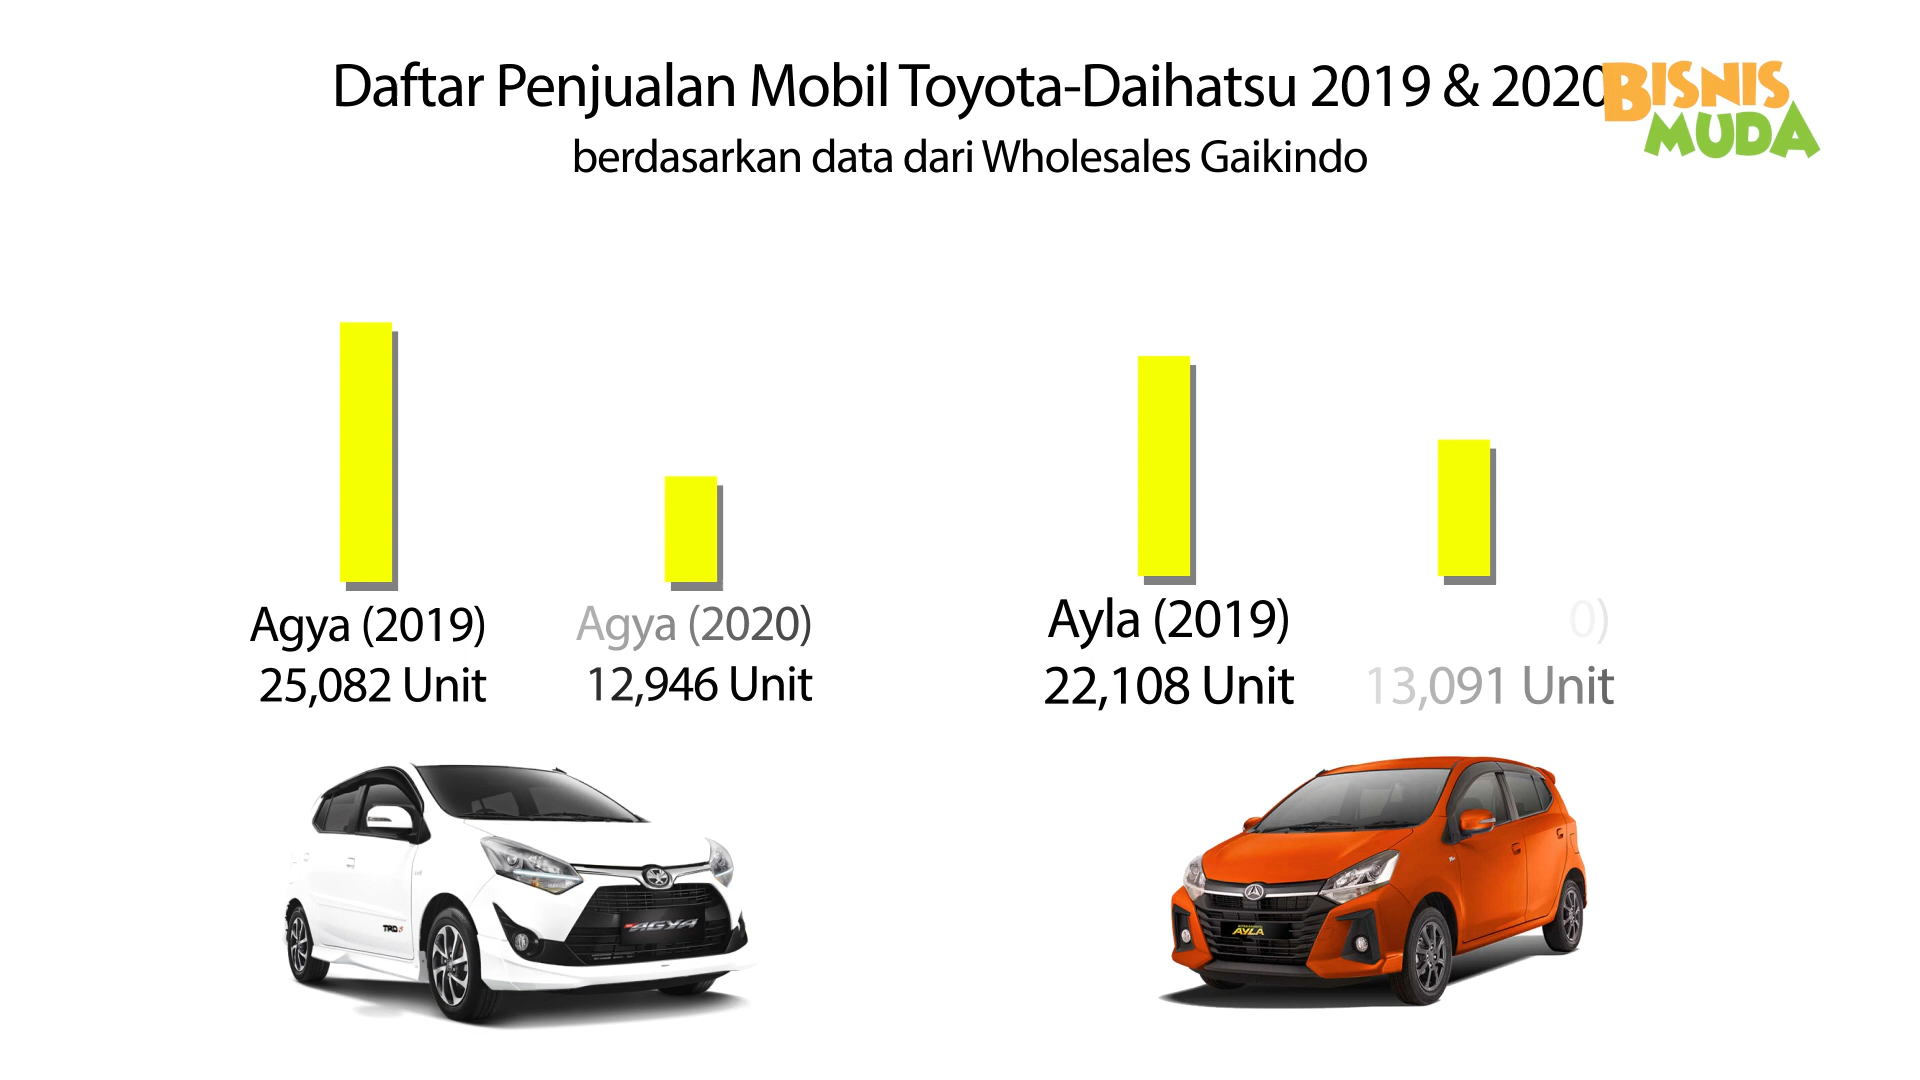 Daftar Penjualan Mobil Toyota-Daihatsu 2019 & 2020
berdasarkan data dari Wholesales Gaikindo
BISNIS
MUDA
Agya (2019)
25,082 Unit
Agya (2020)
12,946 Unit
Ayla (2019)
22,108 Unit
0)
13,091 Unit
TRD S
AGYA
AYLA